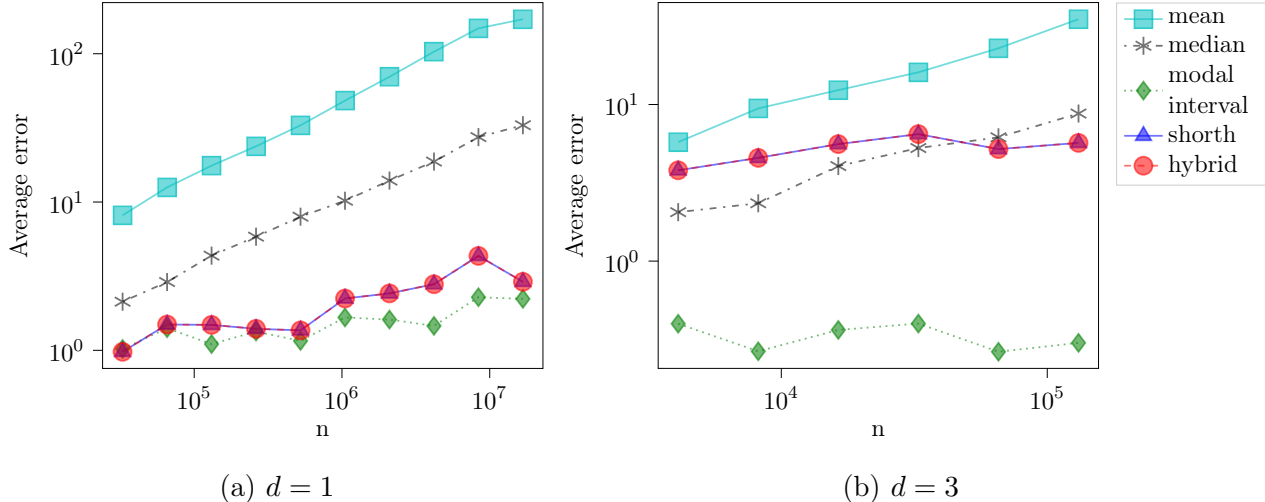 10^2
10^1
10^0
Average error
10^5
10^6
10^7
n
(a) d = 1
10^1
10^0
Average error
10^4
10^5
n
(b) d = 3
mean
median
modal
interval
shorth
hybrid